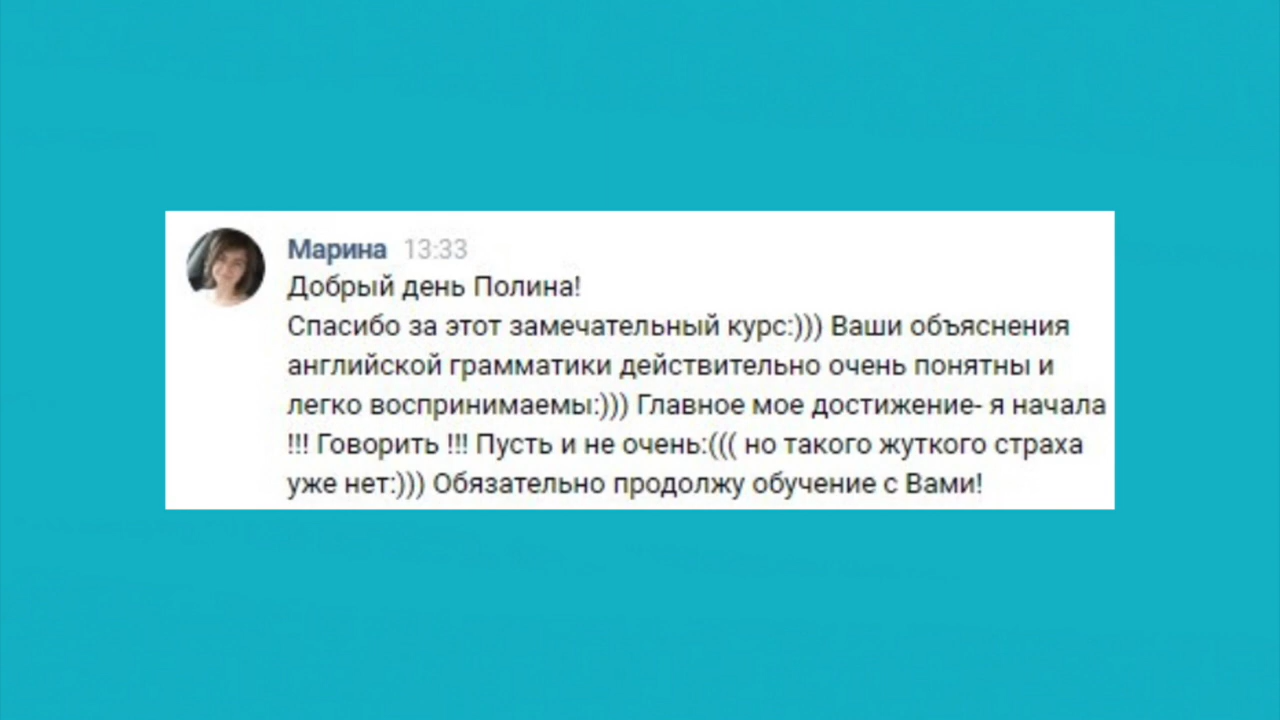 Марина 13:33
Добрый день Полина!
Спасибо за этот замечательный курс:))) Ваши объяснения
английской грамматики действительно очень понятны и
легко воспринимаемы:))) Главное мое достижение- я начала
!!! Говорить !!! Пусть и не очень:((( но такого жуткого страха
уже нет:))) Обязательно продолжу обучение с Вами!